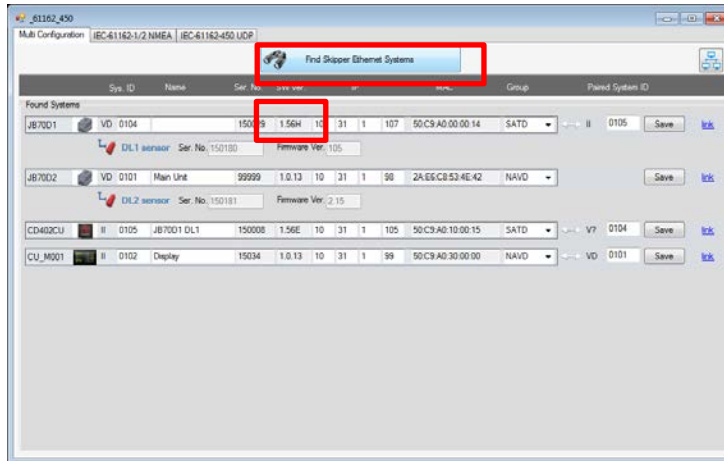 _61162_450
Multi Configuration IEC-61162-1/2 NMEA IEC-61162-450 UDP
Find Skipper Ethernet Systems
Sys. ID Name Ser. No. SW Ver. IP MAC Group Paired System ID
Found Systems
JB70D1 VD 0104 1.56H 10 31 1 107 50:C9:A0:00:00:14 SATD II 0105 Save link
DL1 sensor Ser. No. 150180 Firmware Ver. 105
JB70D2 VD 0101 Main Unit 99999 1.0.13 10 31 1 98 2A:E6:C8:53:4E:42 NAVD Save link
DL2 sensor Ser. No. 150181 Firmware Ver. 2.15
CD402CU II 0105 JB70D1 DL1 150008 1.56E 10 31 1 105 50:C9:A0:10:00:15 SATD V? 0104 Save link
CU_M001 II 0102 Display 15034 1.0.13 10 31 1 99 50:C9:A0:30:00:00 NAVD VD 0101 Save link